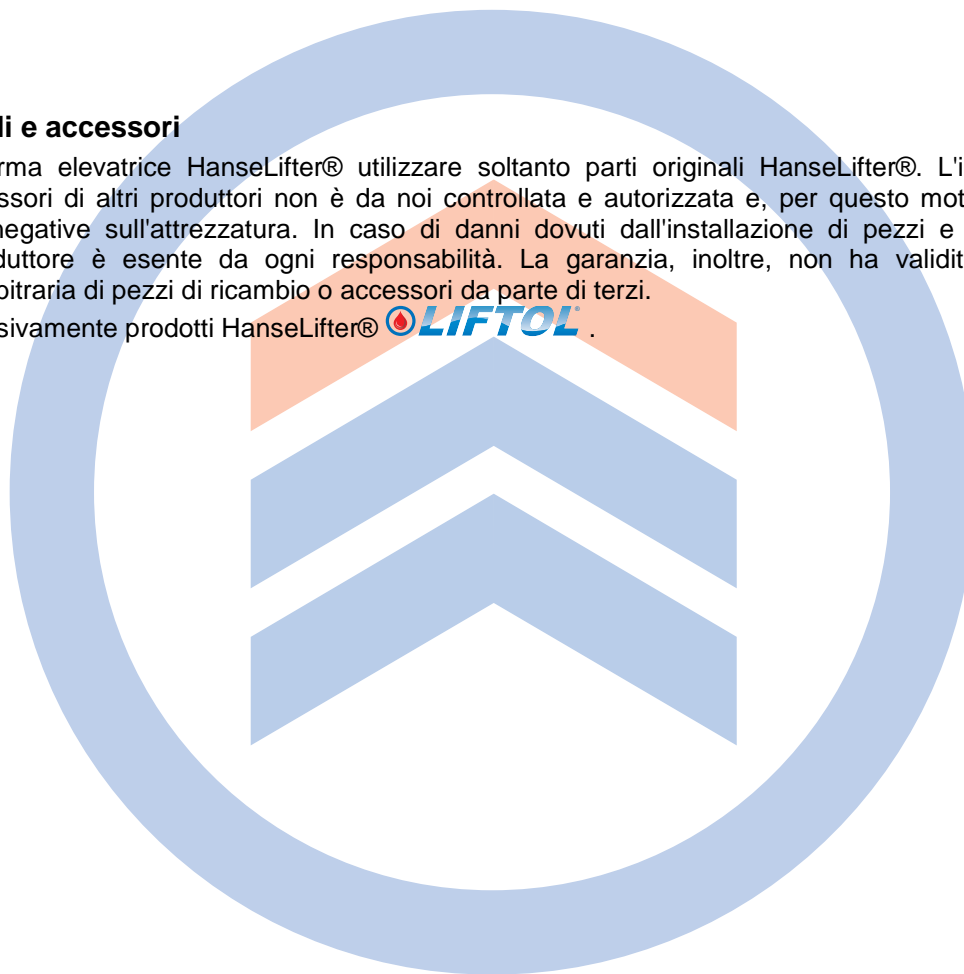 li e accessori
rma elevatrice HanseLifter® utilizzare soltanto parti originali HanseLifter®. L'i
ssori di altri produttori non è da noi controllata e autorizzata e, per questo mot
negative sull'attrezzatura. In caso di danni dovuti dall'installazione di pezzi e
duttore è esente da ogni responsabilità. La garanzia, inoltre, non ha validit
bitraria di pezzi di ricambio o accessori da parte di terzi.
sivamente prodotti HanseLifter® LIFTOL .